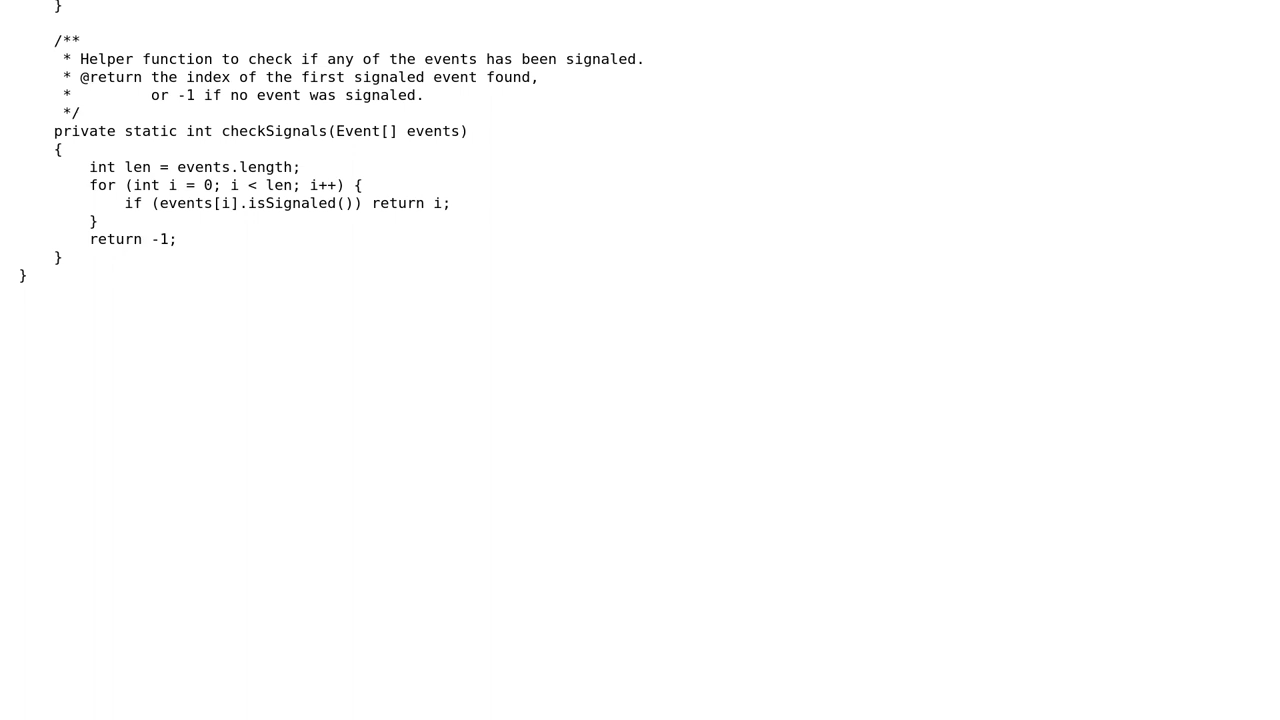 }

    /**
     * Helper function to check if any of the events has been signaled.
     * @return the index of the first signaled event found,
     *         or -1 if no event was signaled.
     */
    private static int checkSignals(Event[] events)
    {
        int len = events.length;
        for (int i = 0; i < len; i++) {
            if (events[i].isSignaled()) return i;
        }
        return -1;
    }
}